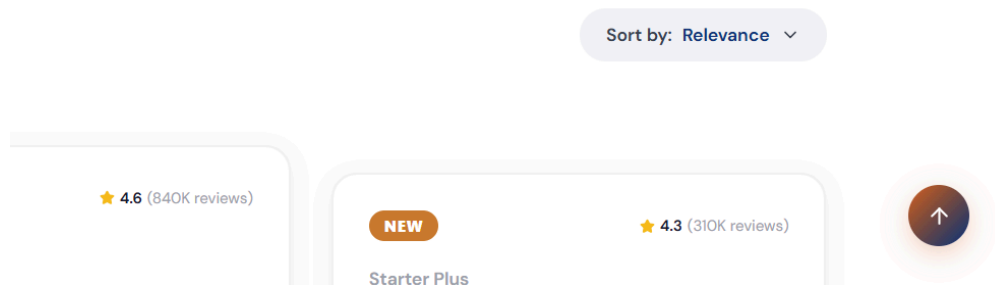 Sort by: Relevance
4.6 (840K reviews)
NEW
4.3 (310K reviews)
Starter Plus